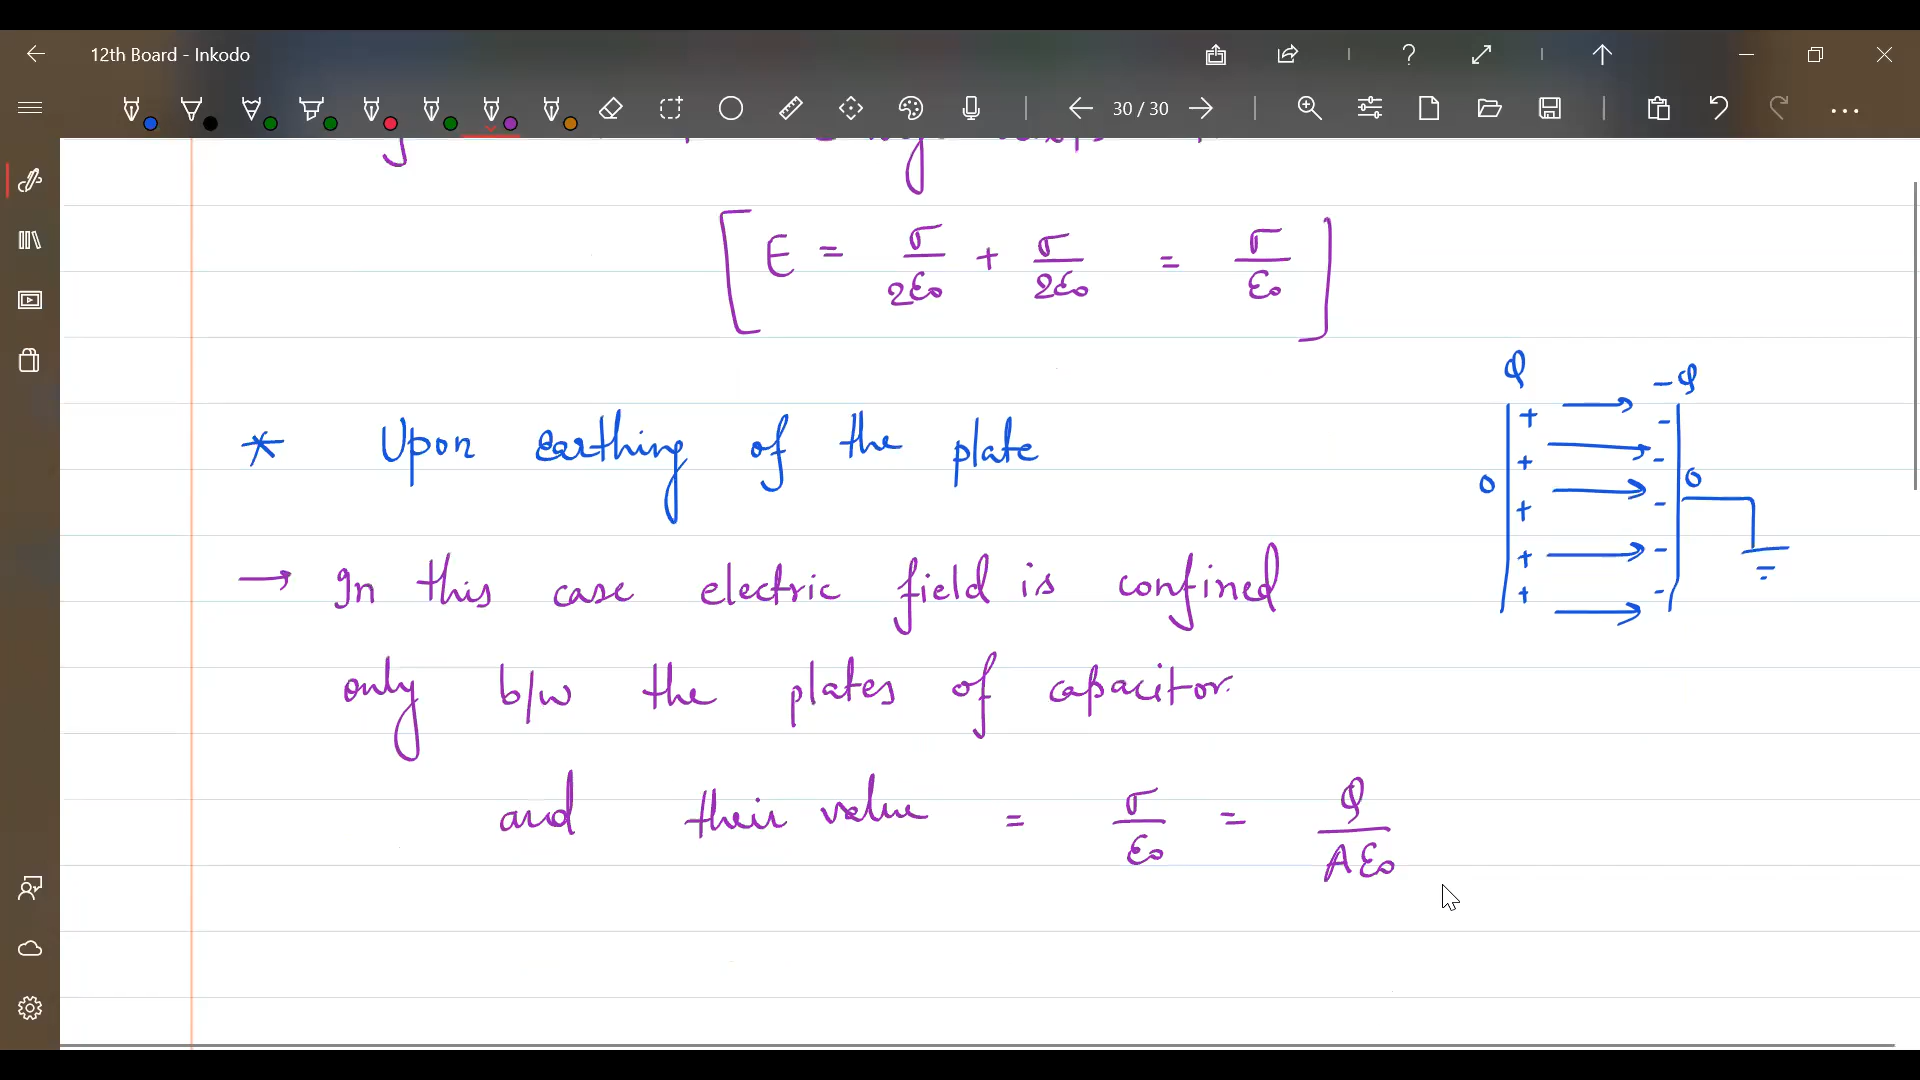 12th Board - Inkodo
30 / 30
[ E = σ/2ε₀ + σ/2ε₀ = σ/ε₀ ]
Q -Q
* Upon earthing of the plate
+ -
+ -
0 0
+ -
+ -
+ -
→ In this case electric field is confined
only b/w the plates of capacitor.
and their value = σ/ε₀ = Q/Aε₀